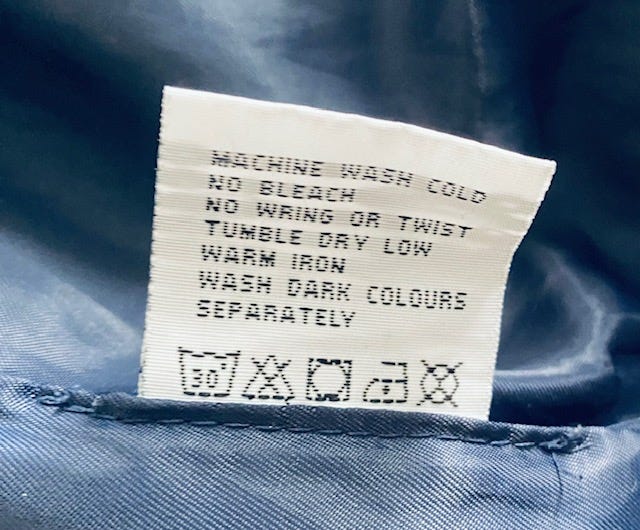 MACHINE WASH COLD
NO BLEACH
NO WRING OR TWIST
TUMBLE DRY LOW
WARM IRON
WASH DARK COLOURS
SEPARATELY
30